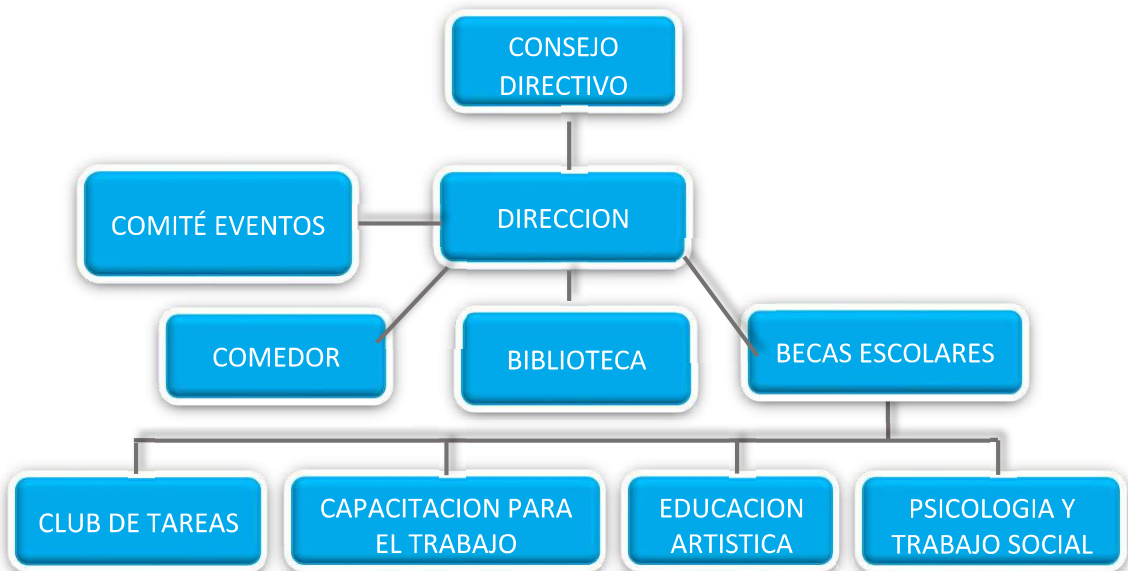 CONSEJO
DIRECTIVO
COMITÉ EVENTOS
DIRECCION
COMEDOR
BIBLIOTECA
BECAS ESCOLARES
CLUB DE TAREAS
CAPACITACION PARA
EL TRABAJO
EDUCACION
ARTISTICA
PSICOLOGIA Y
TRABAJO SOCIAL